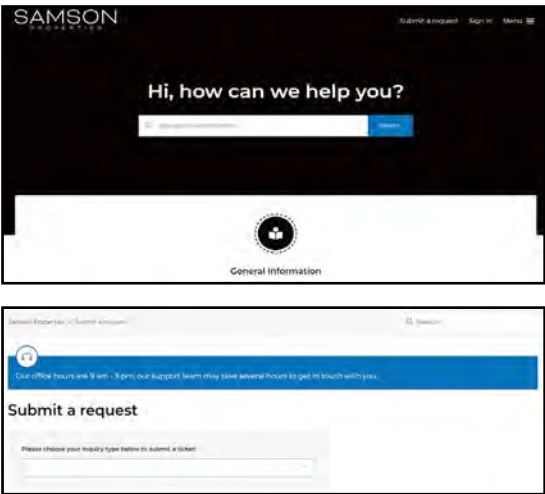 SAMSON
PROPERTIES
Submit a request Sign in Menu
Hi, how can we help you?
Search
General Information
Samson Properties > Submit a request
Search
Our office hours are 9 am - 5 pm, our support team may take several hours to get in touch with you.
Submit a request
Please choose your inquiry type below to submit a ticket